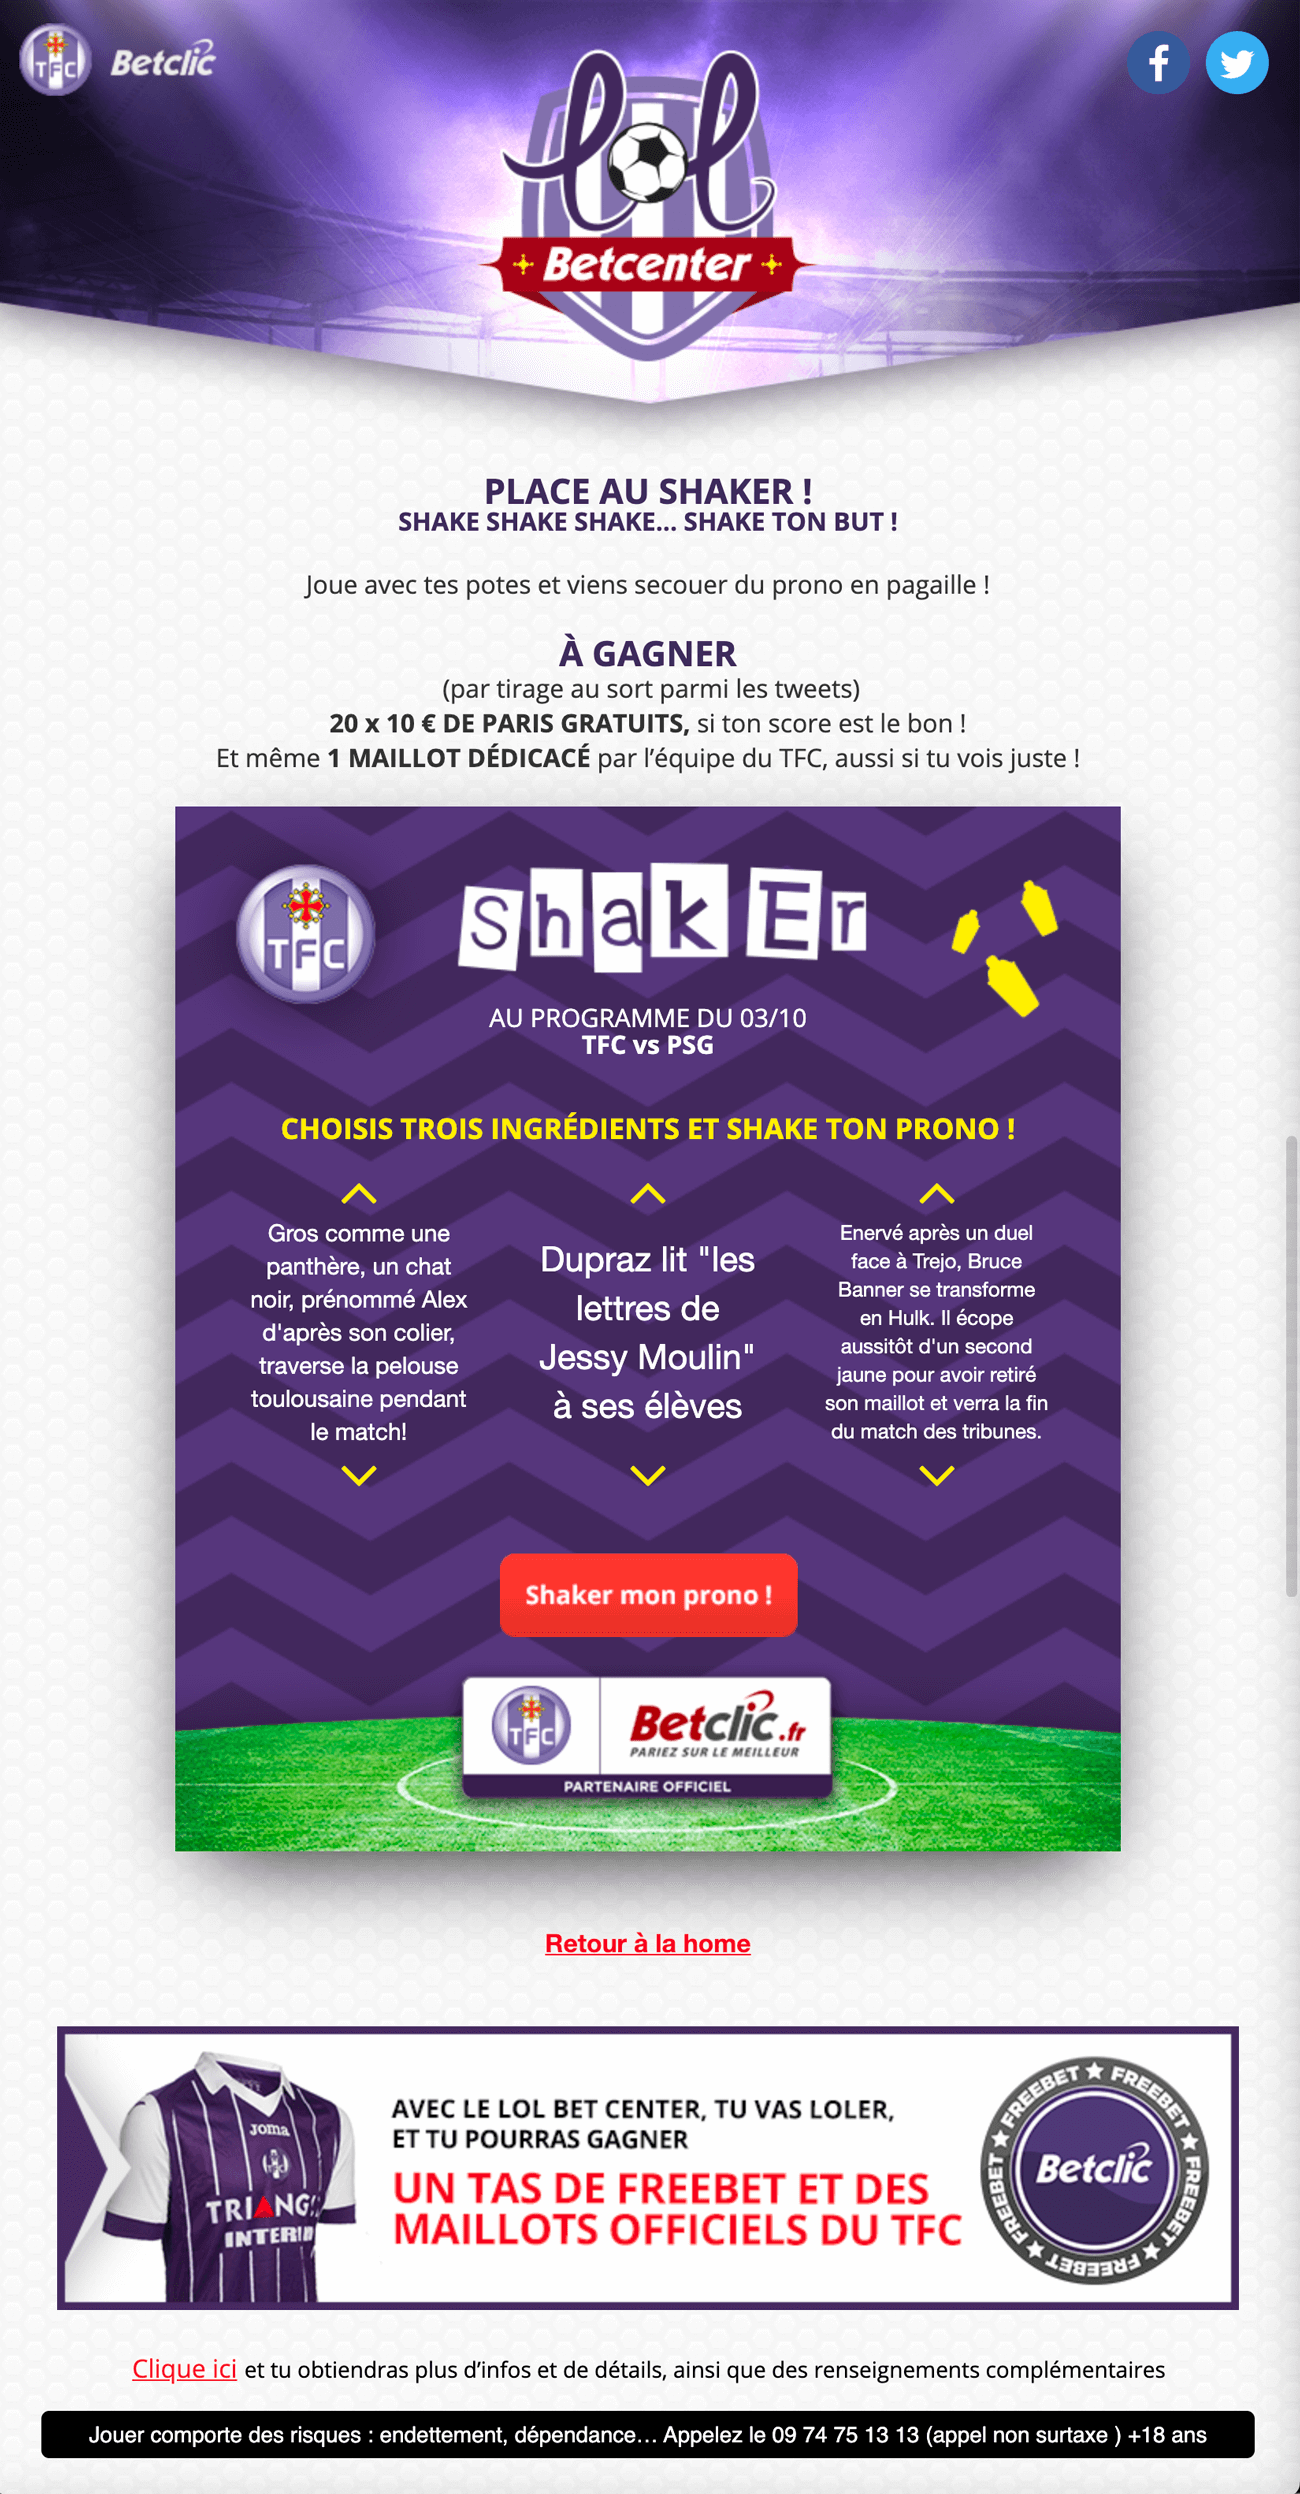 TFC Betclic
lol
Betcenter
PLACE AU SHAKER !
SHAKE SHAKE SHAKE... SHAKE TON BUT !
Joue avec tes potes et viens secouer du prono en pagaille !
À GAGNER
(par tirage au sort parmi les tweets)
20 x 10 € DE PARIS GRATUITS, si ton score est le bon !
Et même 1 MAILLOT DÉDICACÉ par l’équipe du TFC, aussi si tu vois juste !
TFC
ShakEr
AU PROGRAMME DU 03/10
TFC vs PSG
CHOISIS TROIS INGRÉDIENTS ET SHAKE TON PRONO !
Gros comme une
panthère, un chat
noir, prénommé Alex
d'après son colier,
traverse la pelouse
toulousaine pendant
le match!
Dupraz lit "les
lettres de
Jessy Moulin"
à ses élèves
Enervé après un duel
face à Trejo, Bruce
Banner se transforme
en Hulk. Il écope
aussitôt d'un second
jaune pour avoir retiré
son maillot et verra la fin
du match des tribunes.
Shaker mon prono !
TFC
Betclic.fr
PARIEZ SUR LE MEILLEUR
PARTENAIRE OFFICIEL
Retour à la home
Joma
TRIANG
INTERIM
AVEC LE LOL BET CENTER, TU VAS LOLER,
ET TU POURRAS GAGNER
UN TAS DE FREEBET ET DES
MAILLOTS OFFICIELS DU TFC
FREEBET ★ FREEBET ★ FREEBET ★ FREEBET ★ FREEBET ★
Betclic
Clique ici et tu obtiendras plus d’infos et de détails, ainsi que des renseignements complémentaires
Jouer comporte des risques : endettement, dépendance... Appelez le 09 74 75 13 13 (appel non surtaxe ) +18 ans